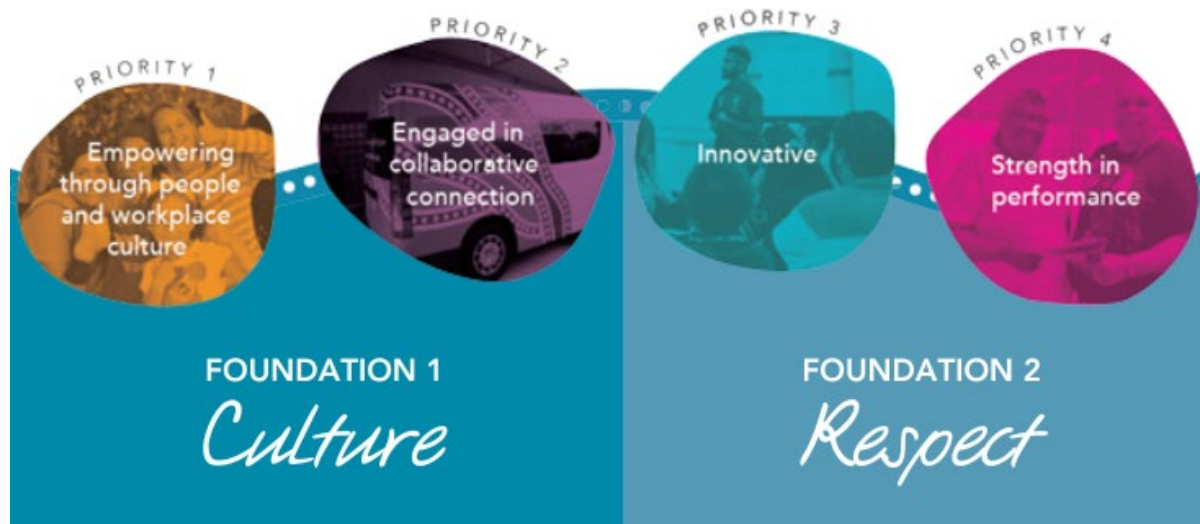 PRIORITY 1
Empowering
through people
and workplace
culture
PRIORITY 2
Engaged in
collaborative
connection
PRIORITY 3
Innovative
PRIORITY 4
Strength in
performance
FOUNDATION 1
Culture
FOUNDATION 2
Respect